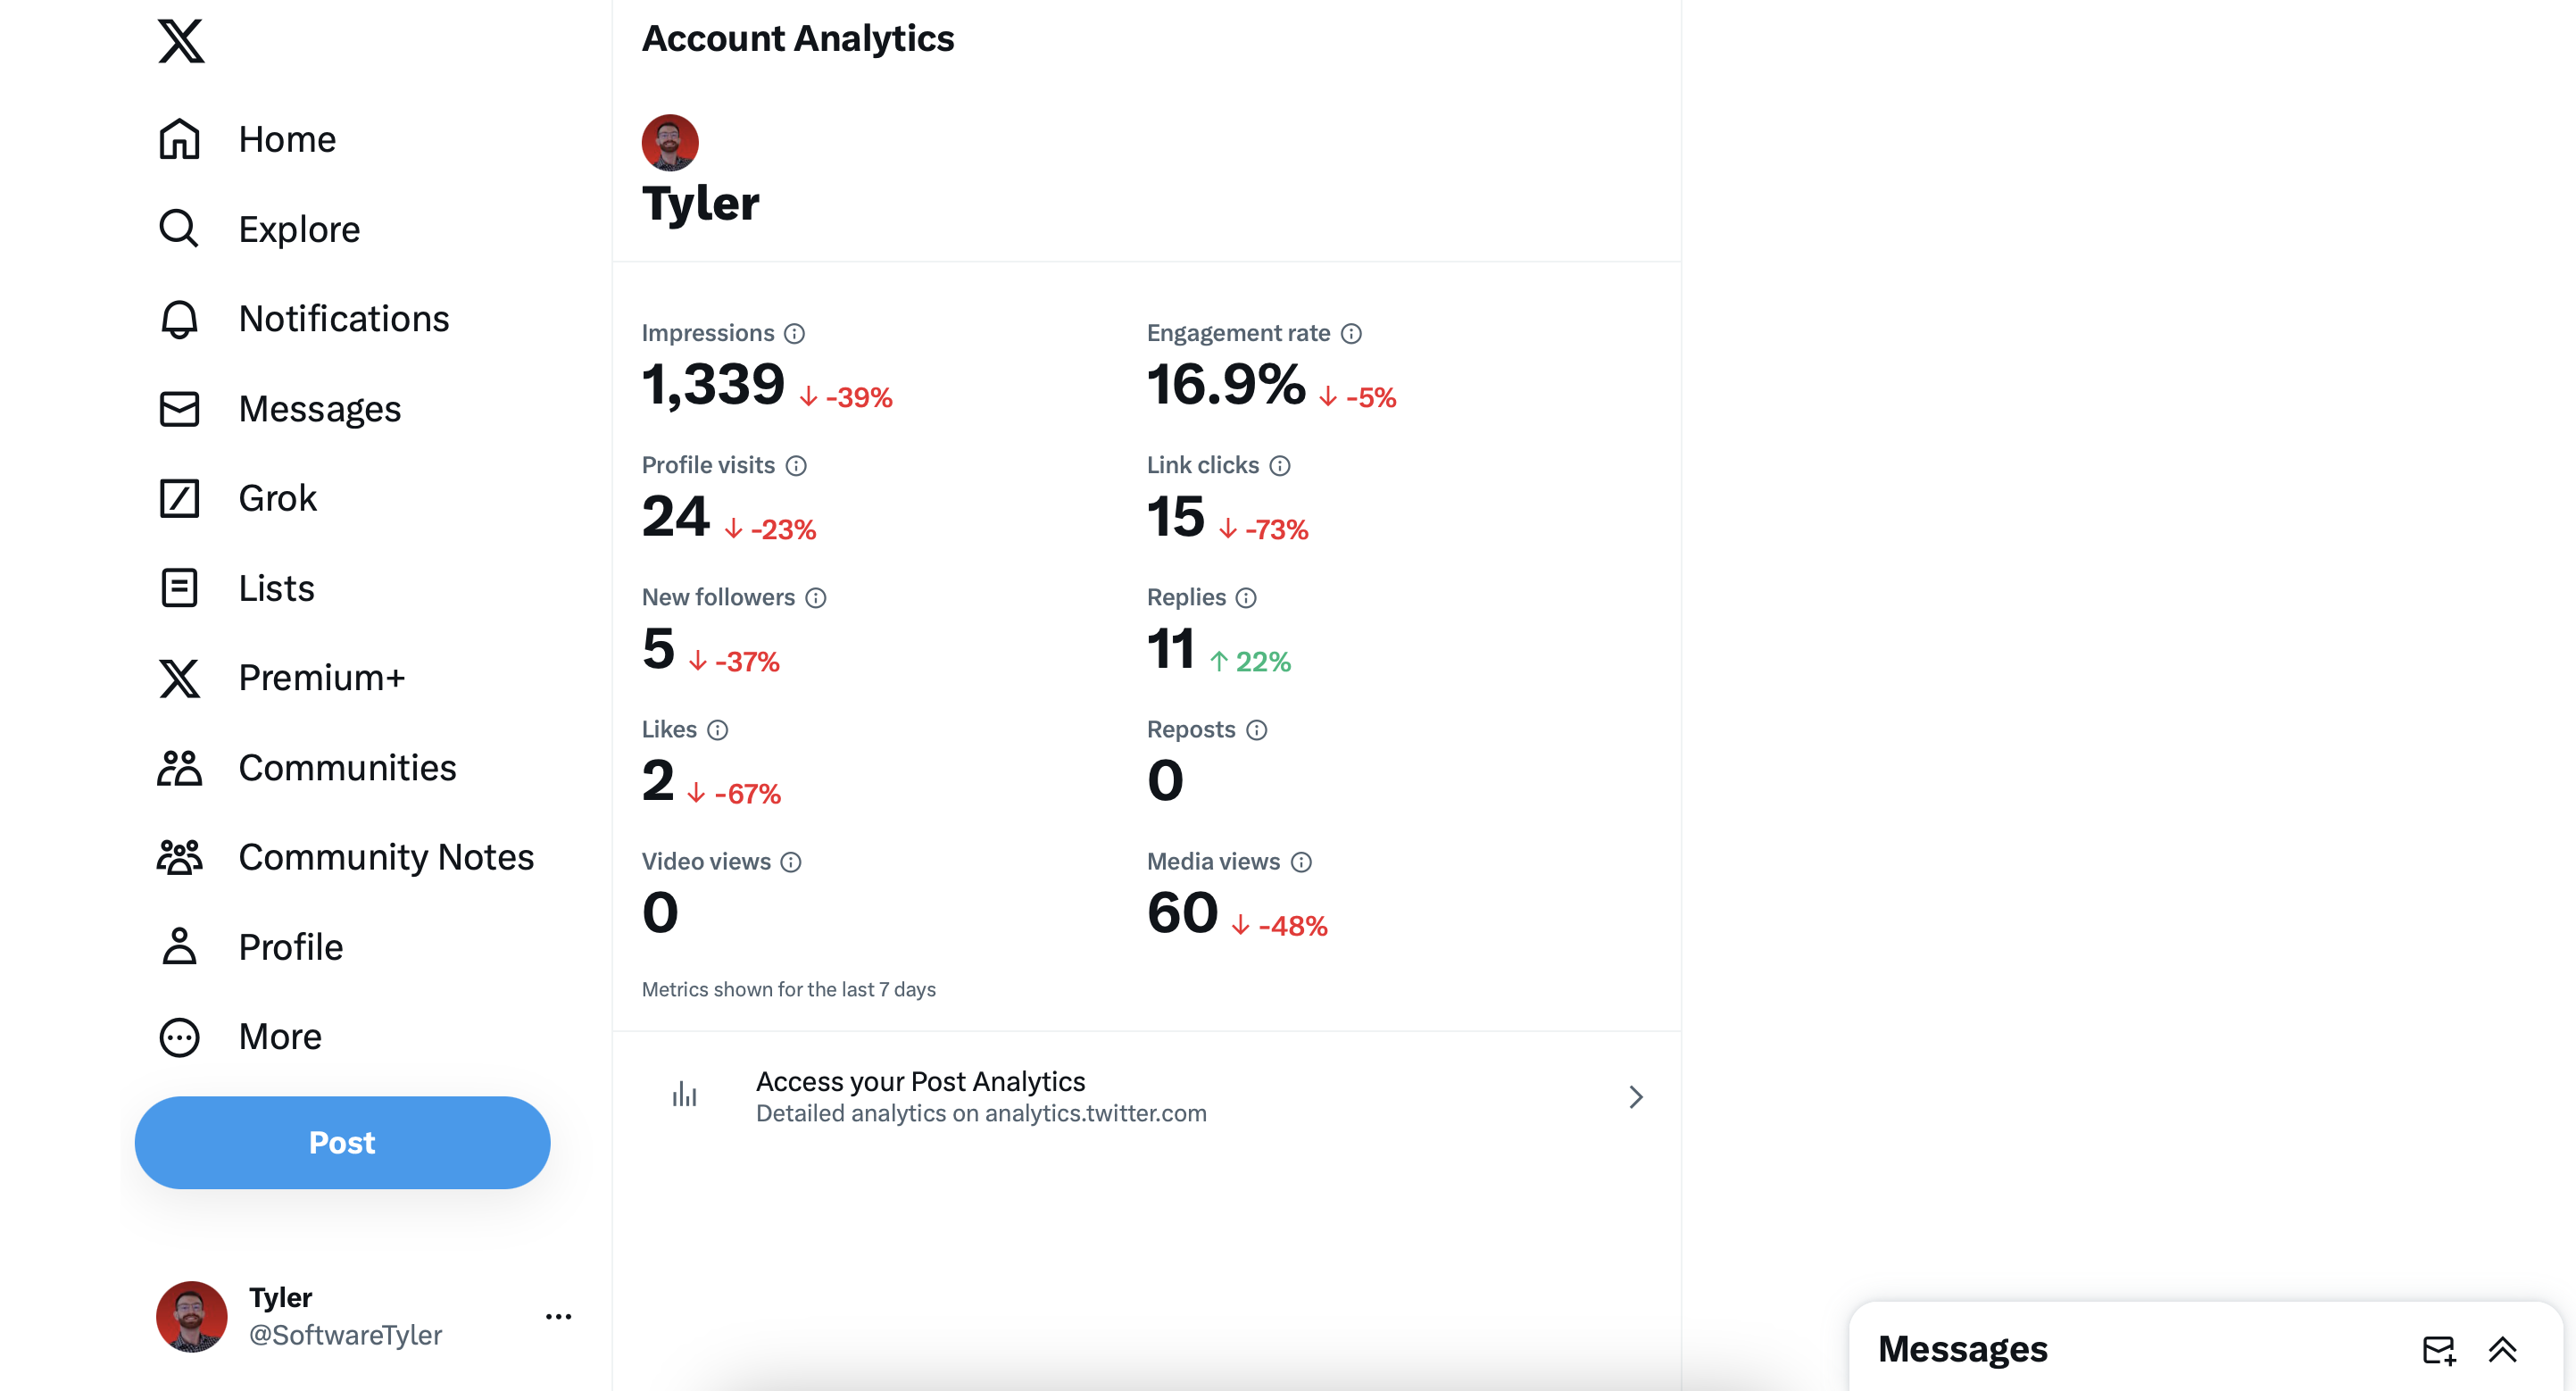 Home
Explore
Notifications
Messages
Grok
Lists
Premium+
Communities
Community Notes
Profile
More
Post
Tyler
@SoftwareTyler
Account Analytics
Tyler
Impressions
1,339 ↓ -39%
Engagement rate
16.9% ↓ -5%
Profile visits
24 ↓ -23%
Link clicks
15 ↓ -73%
New followers
5 ↓ -37%
Replies
11 ↑ 22%
Likes
2 ↓ -67%
Reposts
0
Video views
0
Media views
60 ↓ -48%
Metrics shown for the last 7 days
Access your Post Analytics
Detailed analytics on analytics.twitter.com
Messages